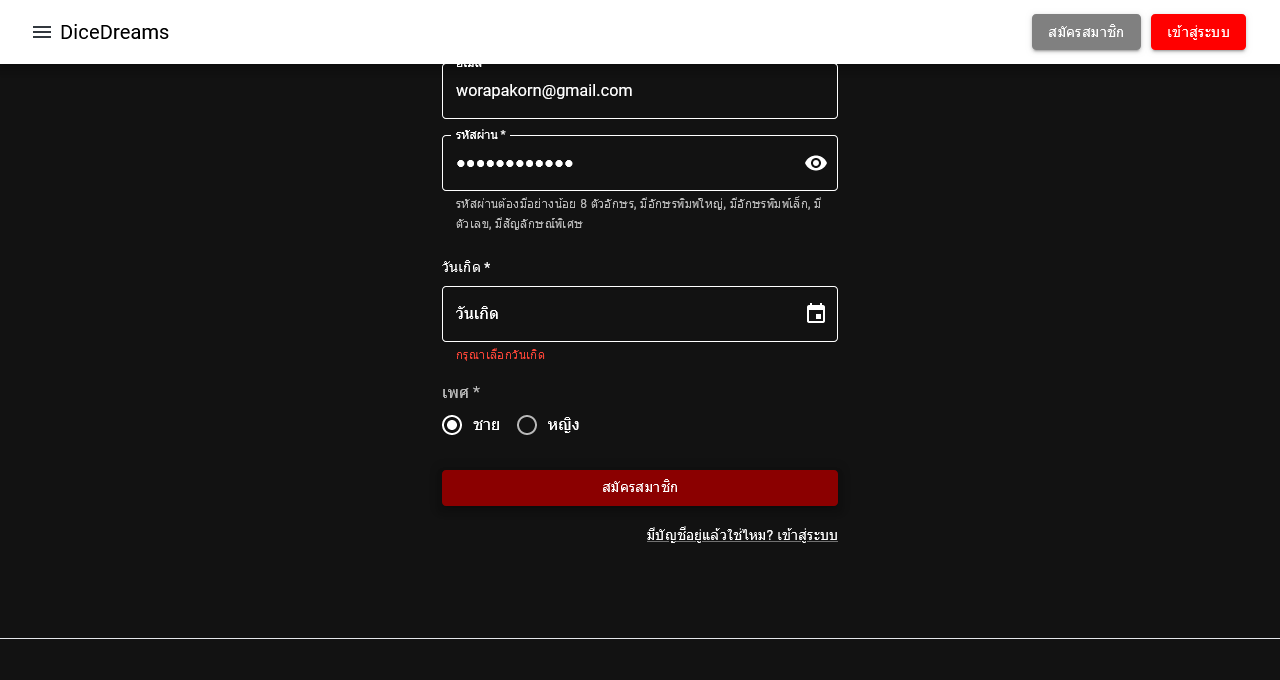 DiceDreams
สมัครสมาชิก
เข้าสู่ระบบ
อีเมล
worapakorn@gmail.com
รหัสผ่าน *
••••••••••••
รหัสผ่านต้องมีอย่างน้อย 8 ตัวอักษร, มีอักษรพิมพ์ใหญ่, มีอักษรพิมพ์เล็ก, มี
ตัวเลข, มีสัญลักษณ์พิเศษ
วันเกิด *
วันเกิด
กรุณาเลือกวันเกิด
เพศ *
ชาย
หญิง
สมัครสมาชิก
มีบัญชีอยู่แล้วใช่ไหม? เข้าสู่ระบบ